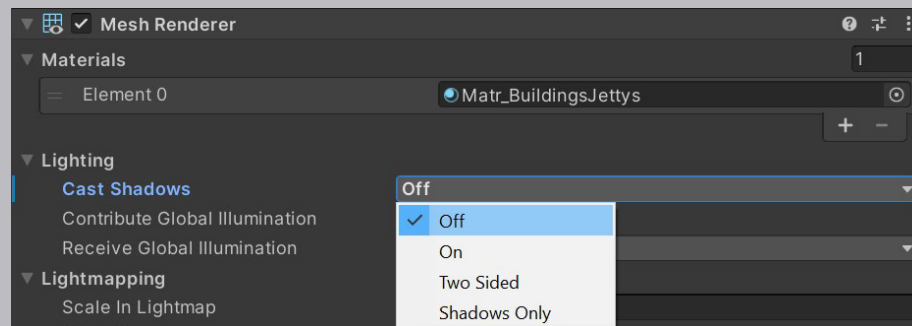 Mesh Renderer
Materials 1
Element 0 Matr_BuildingsJettys
+ −
Lighting
Cast Shadows Off
Contribute Global Illumination Off
Receive Global Illumination On
Two Sided
Lightmapping
Scale In Lightmap Shadows Only